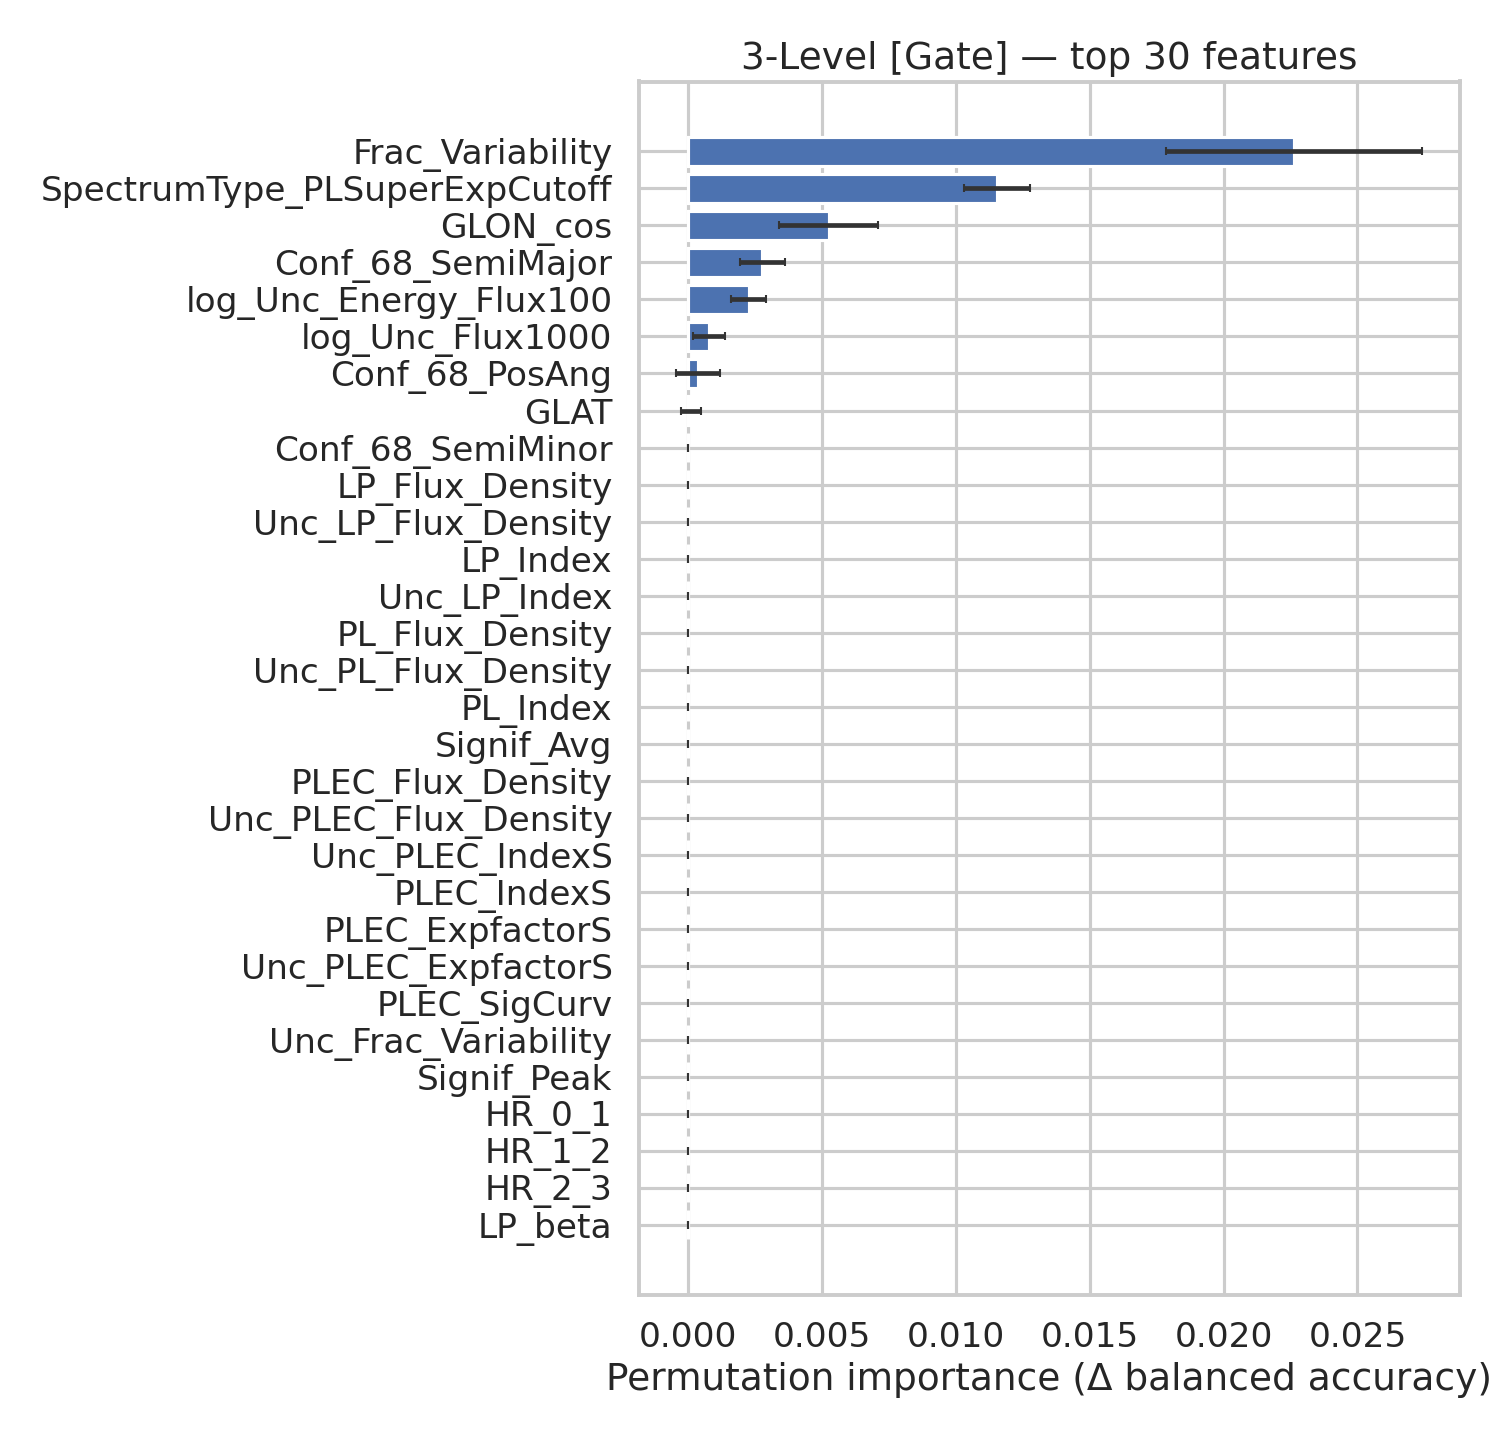 3-Level [Gate] — top 30 features
Frac_Variability
SpectrumType_PLSuperExpCutoff
GLON_cos
Conf_68_SemiMajor
log_Unc_Energy_Flux100
log_Unc_Flux1000
Conf_68_PosAng
GLAT
Conf_68_SemiMinor
LP_Flux_Density
Unc_LP_Flux_Density
LP_Index
Unc_LP_Index
PL_Flux_Density
Unc_PL_Flux_Density
PL_Index
Signif_Avg
PLEC_Flux_Density
Unc_PLEC_Flux_Density
Unc_PLEC_IndexS
PLEC_IndexS
PLEC_ExpfactorS
Unc_PLEC_ExpfactorS
PLEC_SigCurv
Unc_Frac_Variability
Signif_Peak
HR_0_1
HR_1_2
HR_2_3
LP_beta
0.000 0.005 0.010 0.015 0.020 0.025
Permutation importance (Δ balanced accuracy)